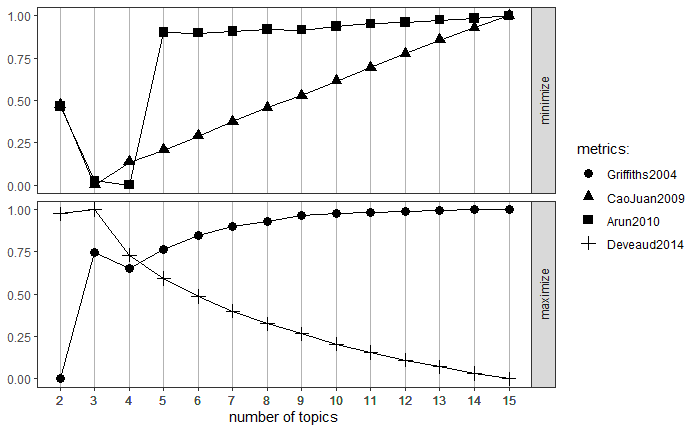 1.00
0.75
0.50
0.25
0.00
minimize
1.00
0.75
0.50
0.25
0.00
maximize
2 3 4 5 6 7 8 9 10 11 12 13 14 15
number of topics
metrics:
Griffiths2004
CaoJuan2009
Arun2010
Deveaud2014